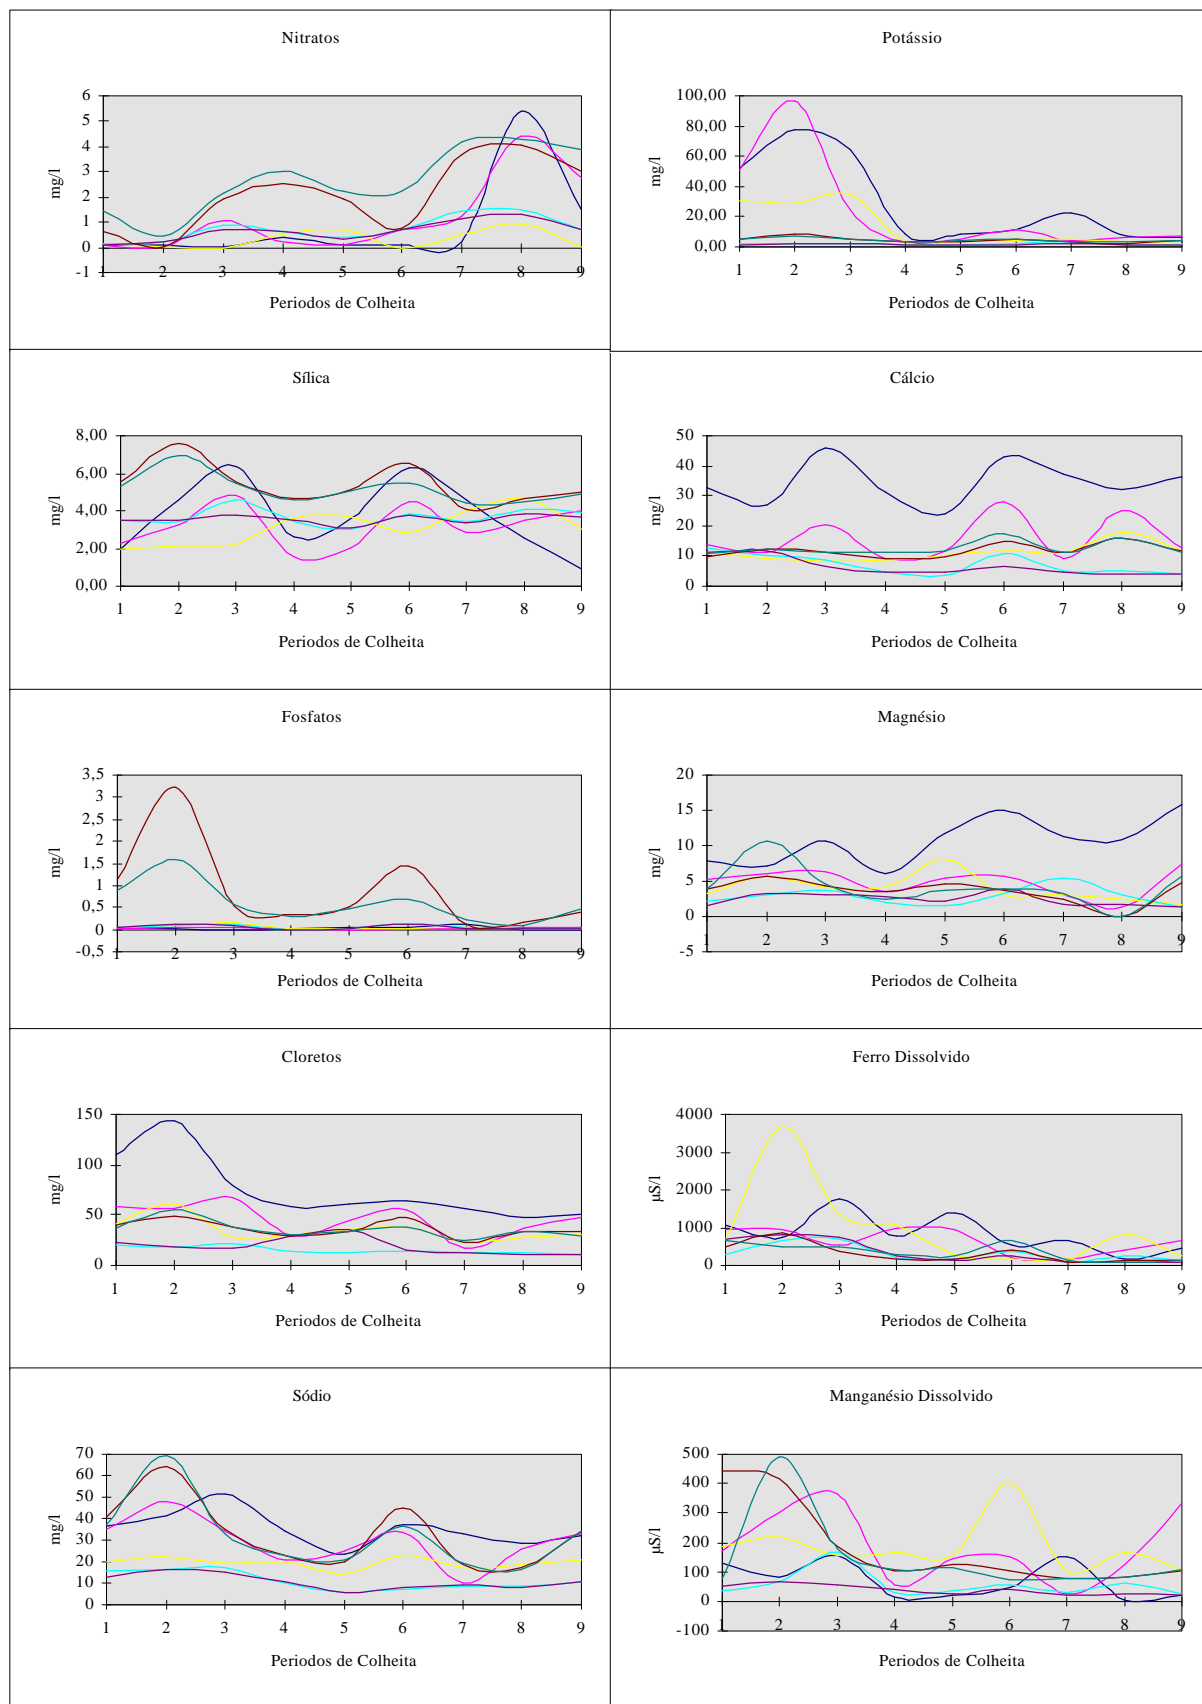 Nitratos
6
5
4
3
2
1
0
-1
mg/l
1 2 3 4 5 6 7 8 9
Periodos de Colheita
Potássio
100,00
80,00
60,00
40,00
20,00
0,00
mg/l
1 2 3 4 5 6 7 8 9
Periodos de Colheita
Sílica
8,00
6,00
4,00
2,00
0,00
mg/l
1 2 3 4 5 6 7 8 9
Periodos de Colheita
Cálcio
50
40
30
20
10
0
mg/l
1 2 3 4 5 6 7 8 9
Periodos de Colheita
Fosfatos
3,5
3
2,5
2
1,5
1
0,5
0
-0,5
mg/l
1 2 3 4 5 6 7 8 9
Periodos de Colheita
Magnésio
20
15
10
5
0
-5
mg/l
1 2 3 4 5 6 7 8 9
Periodos de Colheita
Cloretos
150
100
50
0
mg/l
1 2 3 4 5 6 7 8 9
Periodos de Colheita
Ferro Dissolvido
4000
3000
2000
1000
0
µS/l
1 2 3 4 5 6 7 8 9
Periodos de Colheita
Sódio
70
60
50
40
30
20
10
0
mg/l
1 2 3 4 5 6 7 8 9
Periodos de Colheita
Manganésio Dissolvido
500
400
300
200
100
0
-100
µS/l
1 2 3 4 5 6 7 8 9
Periodos de Colheita